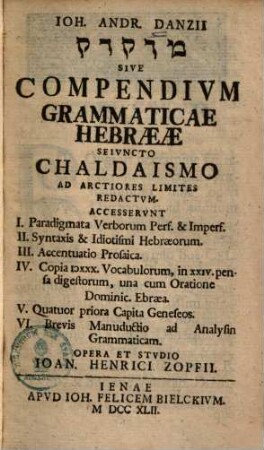 IOH. ANDR. DANZII
מדקדק
SIVE
COMPENDIVM
GRAMMATICAE
HEBRÆÆ
SEIVNCTO
CHALDAISMO
AD ARCTIORES LIMITES
REDACTVM.
ACCESSERVNT
I. Paradigmata Verborum Perf. & Imperf.
II. Syntaxis & Idiotismi Hebræorum.
III. Accentuatio Prosaica.
IV. Copia DXXX. Vocabulorum, in XXIV. pen-
sa digestorum, una cum Oratione
Dominic. Ebræa.
V. Quatuor priora Capita Geneseos.
VI. Brevis Manuductio ad Analysin
Grammaticam.
OPERA ET STVDIO
IOAN. HENRICI ZOPFII.
IENAE
APVD IOH. FELICEM BIELCKIVM.
M DCC XLII.